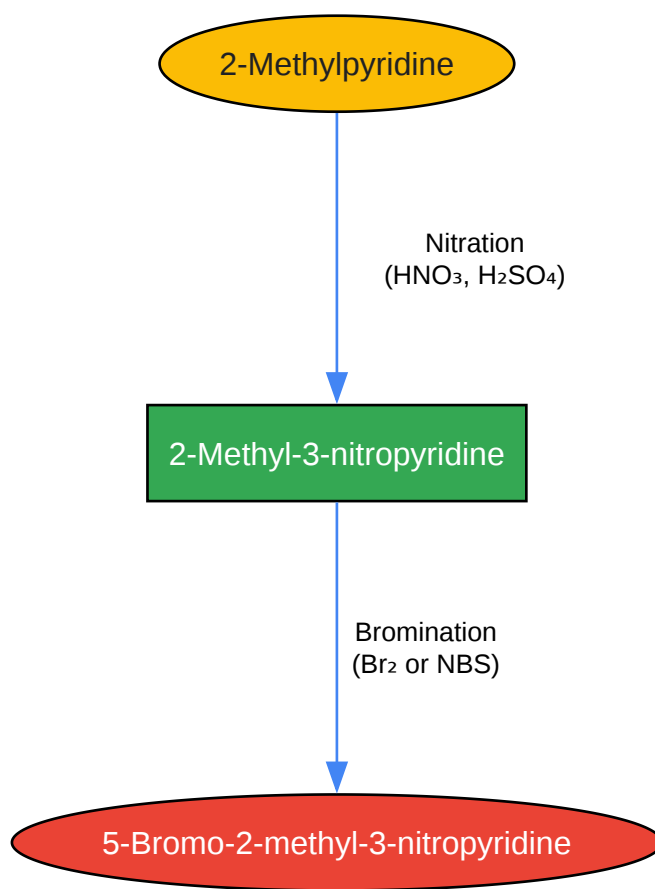 2-Methylpyridine
Nitration
(HNO₃, H₂SO₄)
2-Methyl-3-nitropyridine
Bromination
(Br₂ or NBS)
5-Bromo-2-methyl-3-nitropyridine